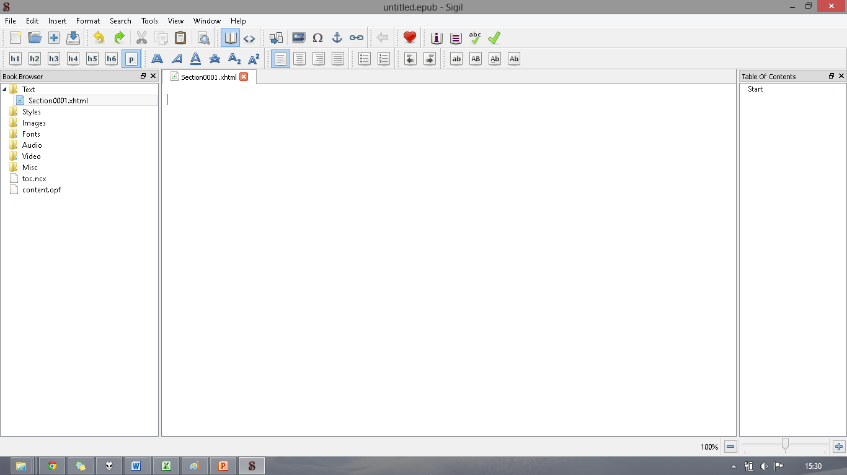 untitled.epub - Sigil
File Edit Insert Format Search Tools View Window Help
h1 h2 h3 h4 h5 h6 p A A A A A2 A2 ab AB Ab Ab
Book Browser
Section0001.xhtml
Table Of Contents
Text
Section0001.xhtml
Styles
Images
Fonts
Audio
Video
Misc
toc.ncx
content.opf
Start
100%
15:30